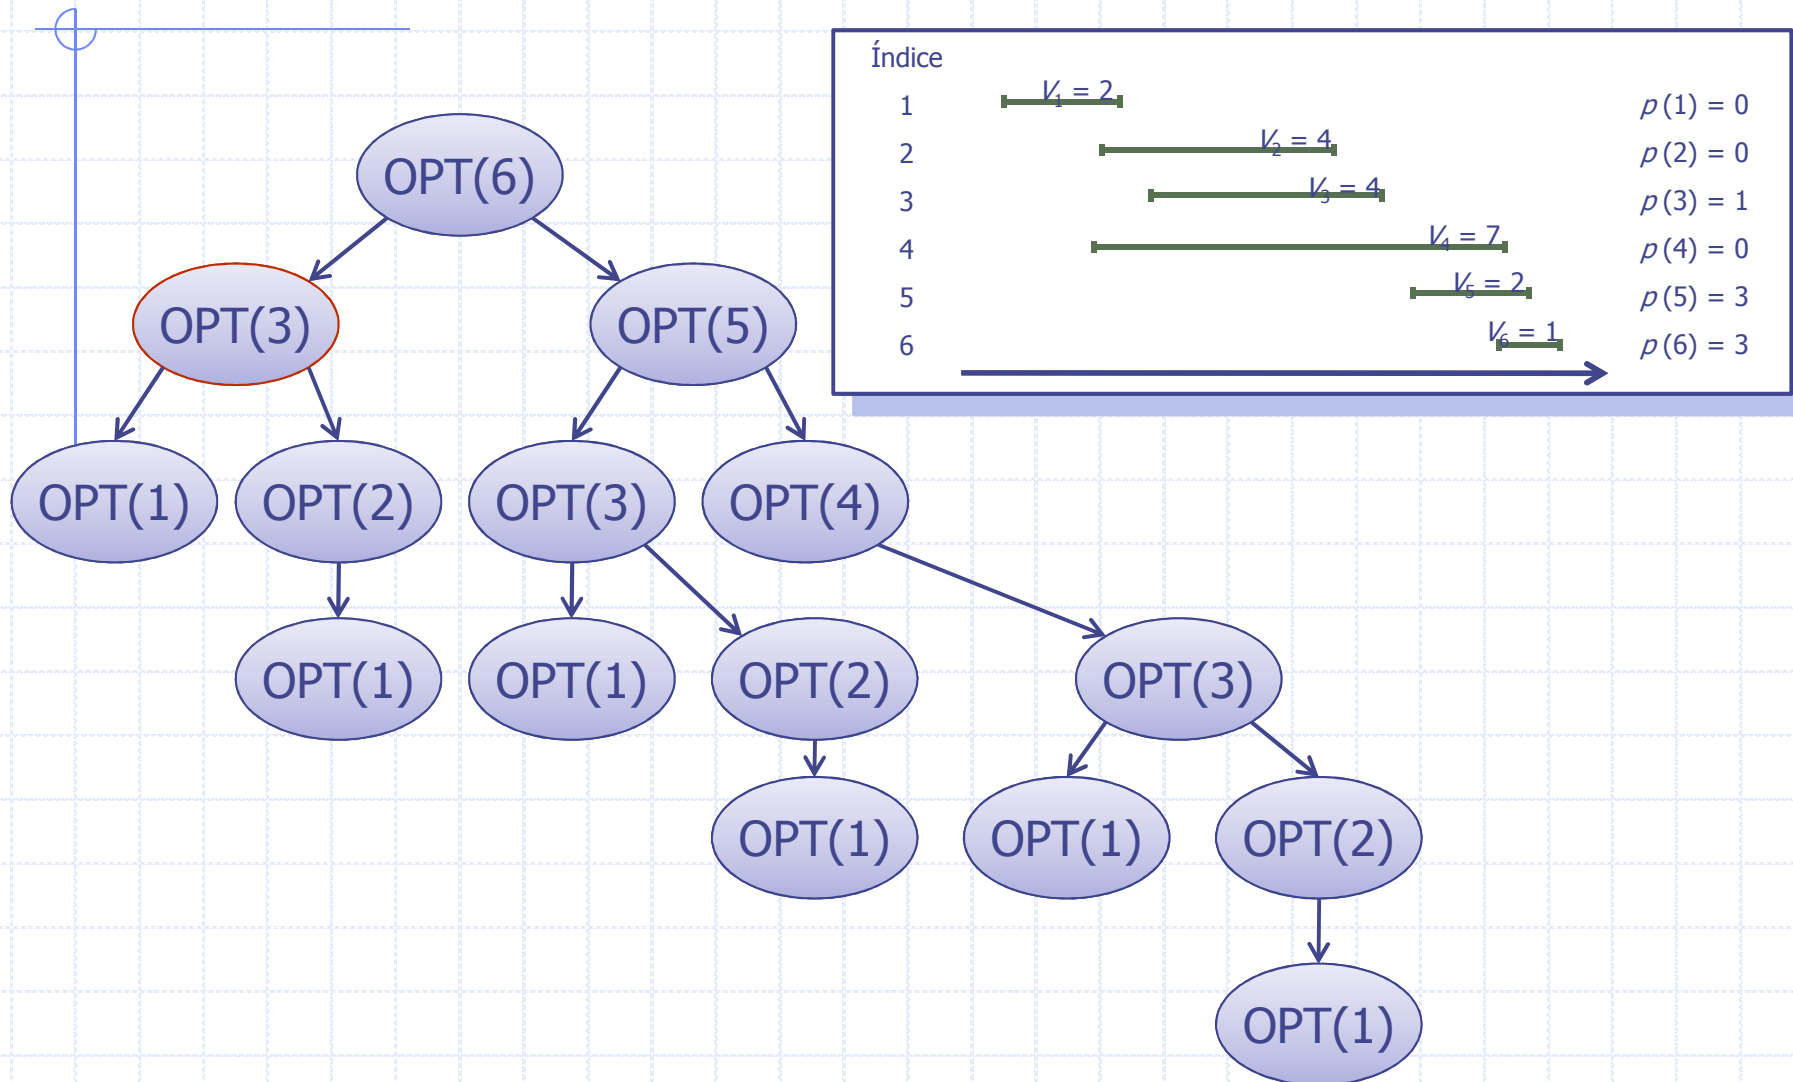 Índice
1 V1 = 2 p (1) = 0
2 V2 = 4 p (2) = 0
3 V3 = 4 p (3) = 1
4 V4 = 7 p (4) = 0
5 V5 = 2 p (5) = 3
6 V6 = 1 p (6) = 3
OPT(6)
OPT(3) OPT(5)
OPT(1) OPT(2) OPT(3) OPT(4)
OPT(1) OPT(1) OPT(2) OPT(3)
OPT(1) OPT(1) OPT(2)
OPT(1)